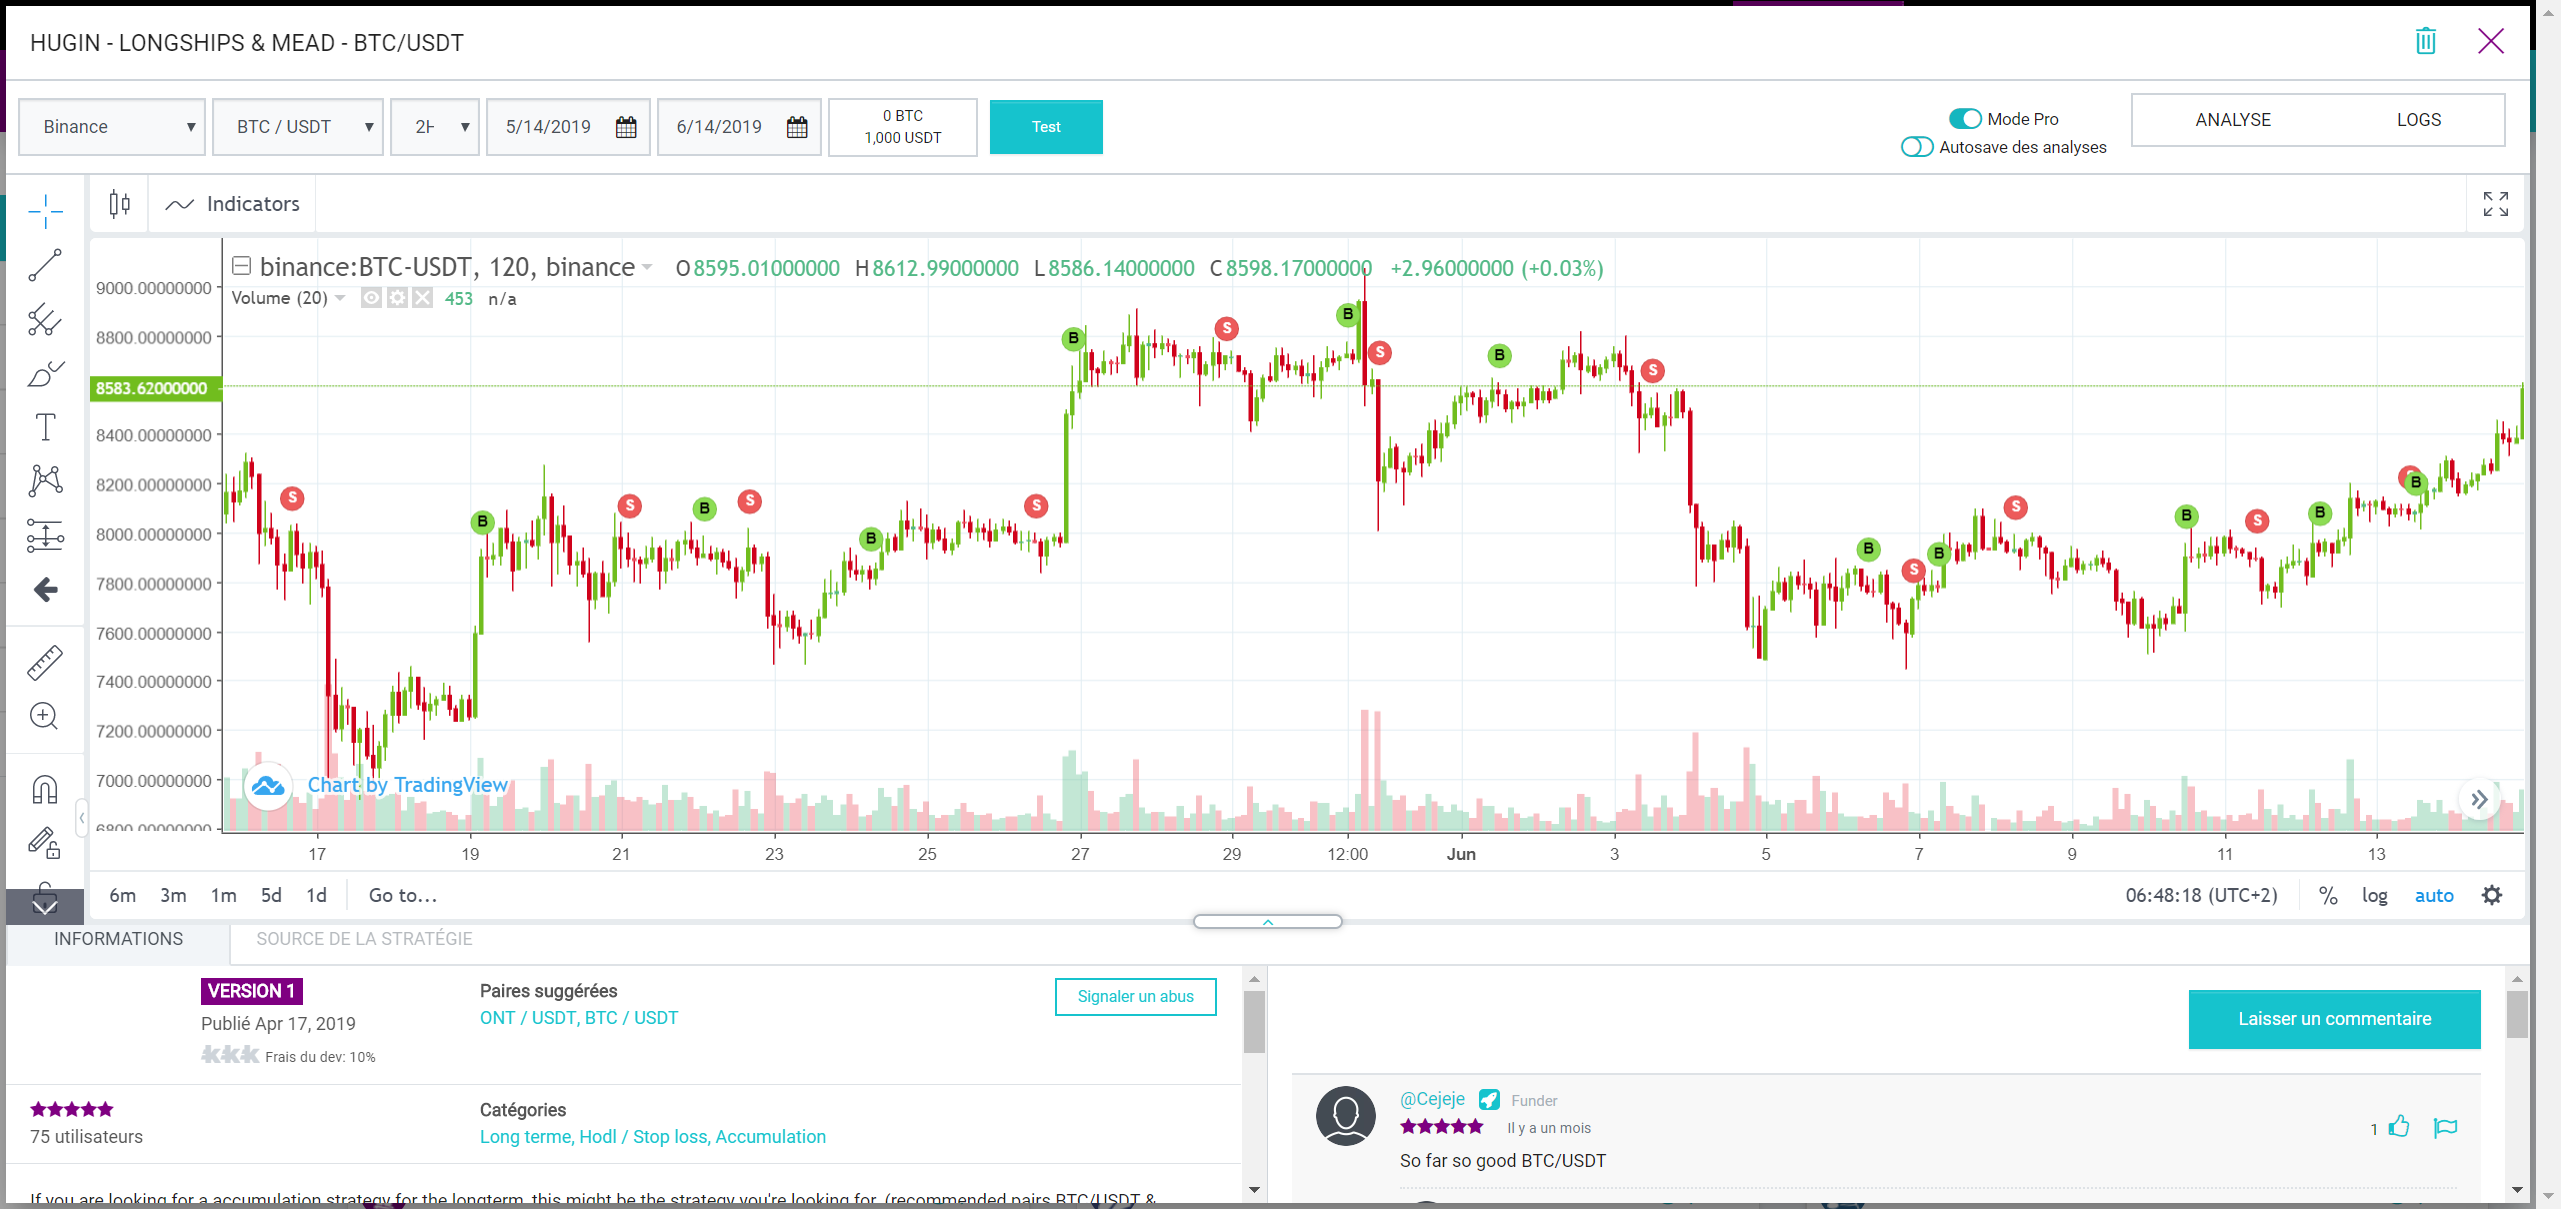 HUGIN - LONGSHIPS & MEAD - BTC/USDT
Binance
BTC / USDT
5/14/2019
6/14/2019
0 BTC
1,000 USDT
Test
Mode Pro
Autosave des analyses
ANALYSE
LOGS
Indicators
binance:BTC-USDT, 120, binance O8595.01000000 H8612.99000000 L8586.14000000 C8598.17000000 +2.96000000 (+0.03%)
Volume (20) 453 n/a
9000.00000000
8800.00000000
8583.62000000
8400.00000000
8200.00000000
8000.00000000
7800.00000000
7600.00000000
7400.00000000
7200.00000000
7000.00000000
6800.00000000
S
B
S
B
S
B
S
B
S
B
S
B
S
B
S
B
S
B
S
B
B
Chart by TradingView
17 19 21 23 25 27 29 12:00 Jun 3 5 7 9 11 13
6m 3m 1m 5d 1d Go to...
06:48:18 (UTC+2) % log auto
INFORMATIONS
SOURCE DE LA STRATÉGIE
VERSION 1
Publié Apr 17, 2019
Frais du dev: 10%
Paires suggérées
ONT / USDT, BTC / USDT
Signaler un abus
75 utilisateurs
Catégories
Long terme, Hodl / Stop loss, Accumulation
If you are looking for a accumulation strategy for the longterm, this might be the strategy you're looking for. (recommended pairs BTC/USDT &
Laisser un commentaire
@Cejeje Funder
Il y a un mois
1
So far so good BTC/USDT